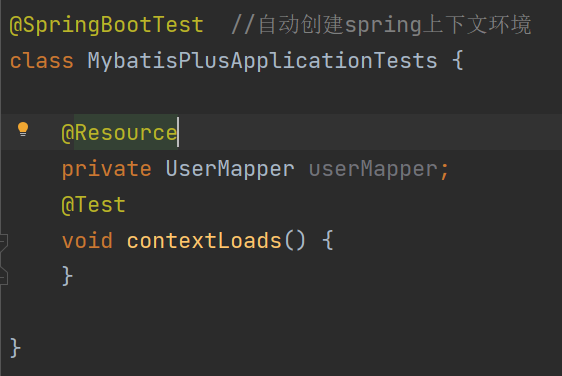 @SpringBootTest  //自动创建spring上下文环境
class MybatisPlusApplicationTests {
@Resource
private UserMapper userMapper;
@Test
void contextLoads() {
}
}